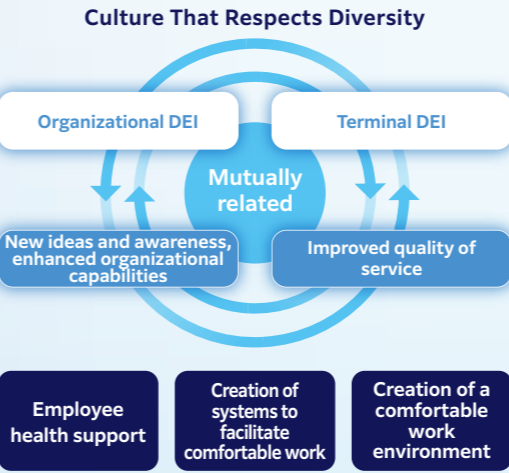 Culture That Respects Diversity
Organizational DEI
Terminal DEI
Mutually
related
New ideas and awareness,
enhanced organizational
capabilities
Improved quality of
service
Employee
health support
Creation of
systems to
facilitate
comfortable work
Creation of a
comfortable
work
environment